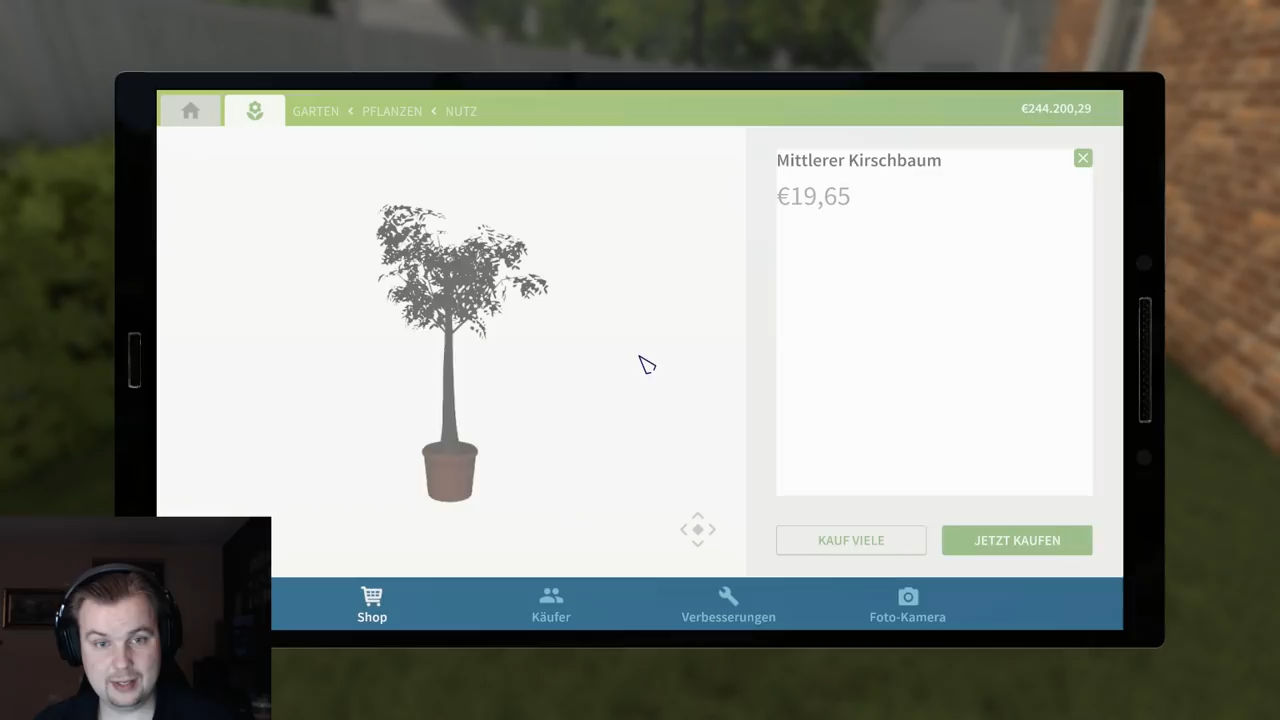 GARTEN < PFLANZEN < NUTZ
€244.200,29
Mittlerer Kirschbaum
€19,65
KAUF VIELE
JETZT KAUFEN
Shop
Käufer
Verbesserungen
Foto-Kamera